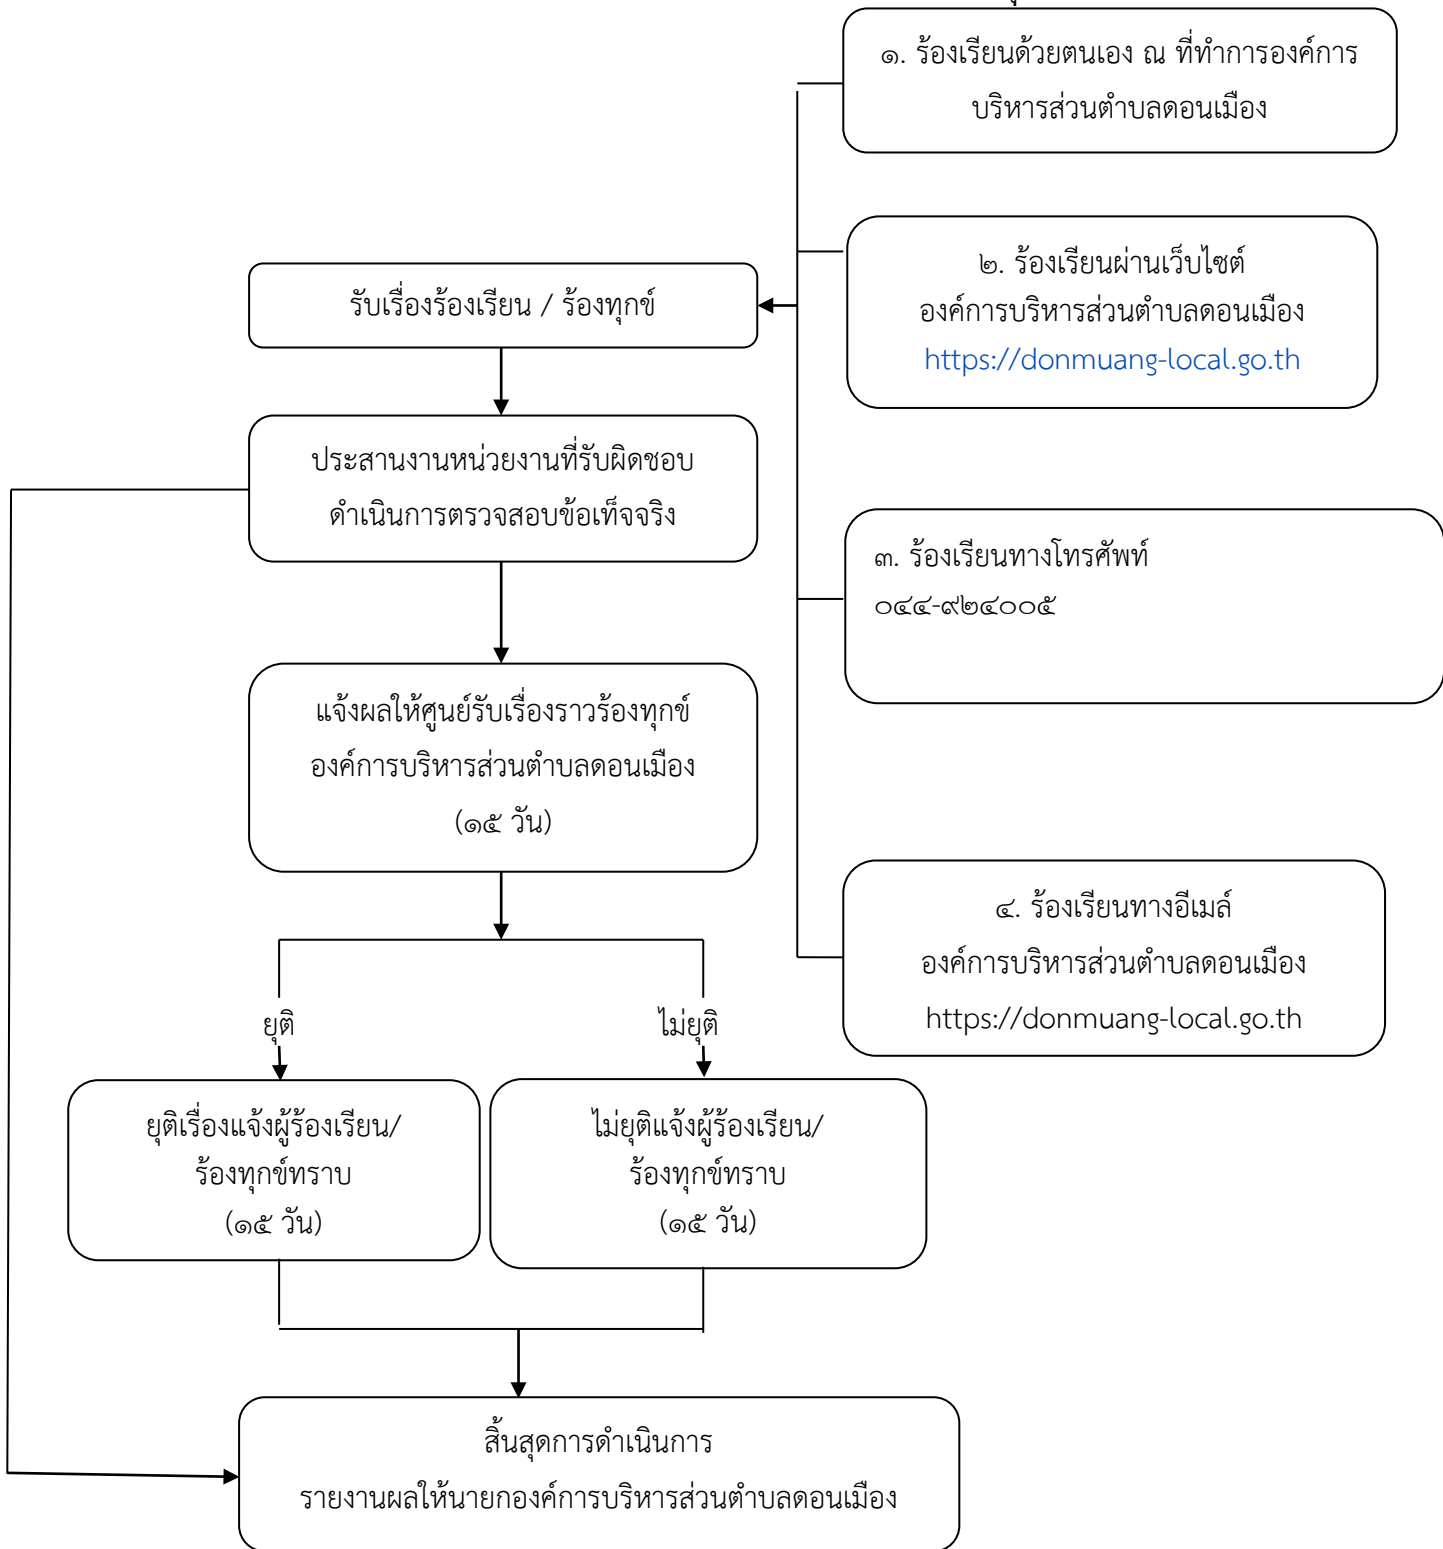 ๑. ร้องเรียนด้วยตนเอง ณ ที่ทำการองค์การ
บริหารส่วนตำบลดอนเมือง
๒. ร้องเรียนผ่านเว็บไซต์
องค์การบริหารส่วนตำบลดอนเมือง
https://donmuang-local.go.th
รับเรื่องร้องเรียน / ร้องทุกข์
ประสานงานหน่วยงานที่รับผิดชอบ
ดำเนินการตรวจสอบข้อเท็จจริง
๓. ร้องเรียนทางโทรศัพท์
๐๔๔-๙๒๔๐๐๕
แจ้งผลให้ศูนย์รับเรื่องราวร้องทุกข์
องค์การบริหารส่วนตำบลดอนเมือง
(๑๕ วัน)
๔. ร้องเรียนทางอีเมล์
องค์การบริหารส่วนตำบลดอนเมือง
https://donmuang-local.go.th
ยุติ
ไม่ยุติ
ยุติเรื่องแจ้งผู้ร้องเรียน/
ร้องทุกข์ทราบ
(๑๕ วัน)
ไม่ยุติแจ้งผู้ร้องเรียน/
ร้องทุกข์ทราบ
(๑๕ วัน)
สิ้นสุดการดำเนินการ
รายงานผลให้นายกองค์การบริหารส่วนตำบลดอนเมือง